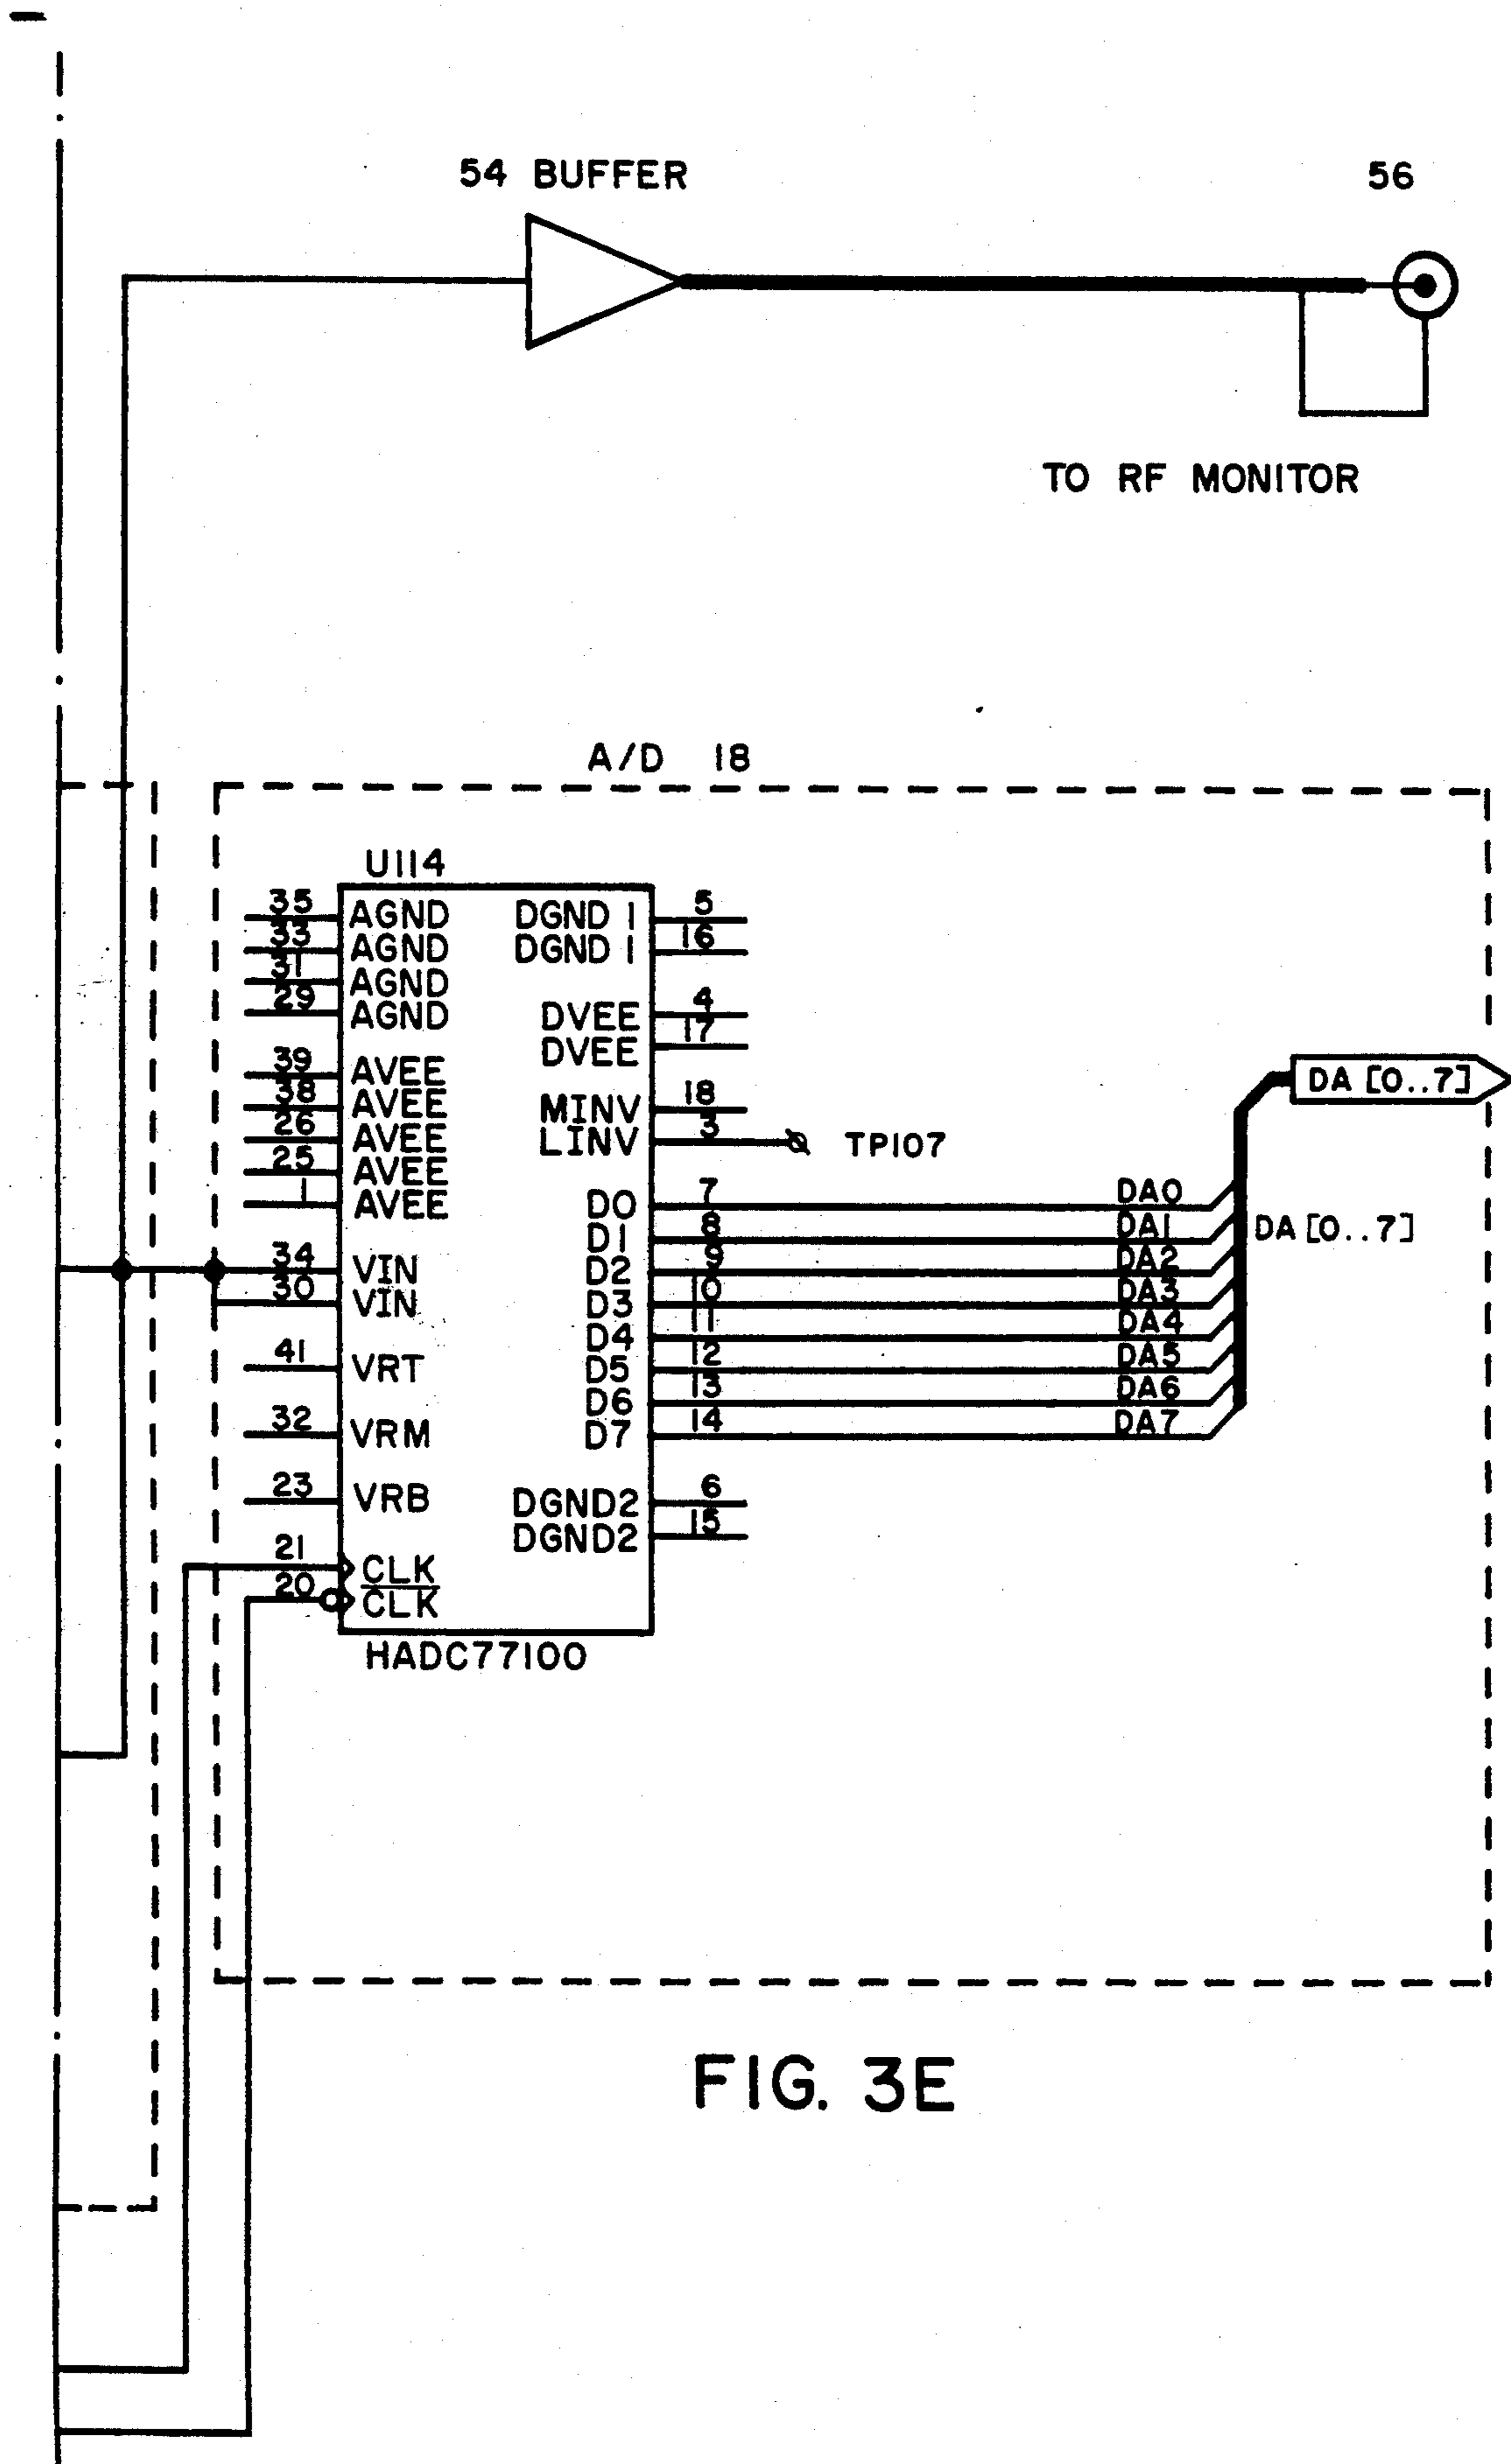 54 BUFFER
56
TO RF MONITOR
A/D 18
U114
35 AGND DGND 1 5
33 AGND DGND 1 16
31 AGND
29 AGND DVEE 4
DVEE 17
39 AVEE
38 AVEE MINV 18
26 AVEE LINV 3 TP107
25 AVEE
1 AVEE
DA [0..7]
D0 7 DA0
D1 8 DA1 DA [0..7]
34 VIN D2 9 DA2
30 VIN D3 10 DA3
D4 11 DA4
41 VRT D5 12 DA5
D6 13 DA6
32 VRM D7 14 DA7
23 VRB DGND2 6
DGND2 15
21 CLK
20 CLK
HADC77100
FIG. 3E